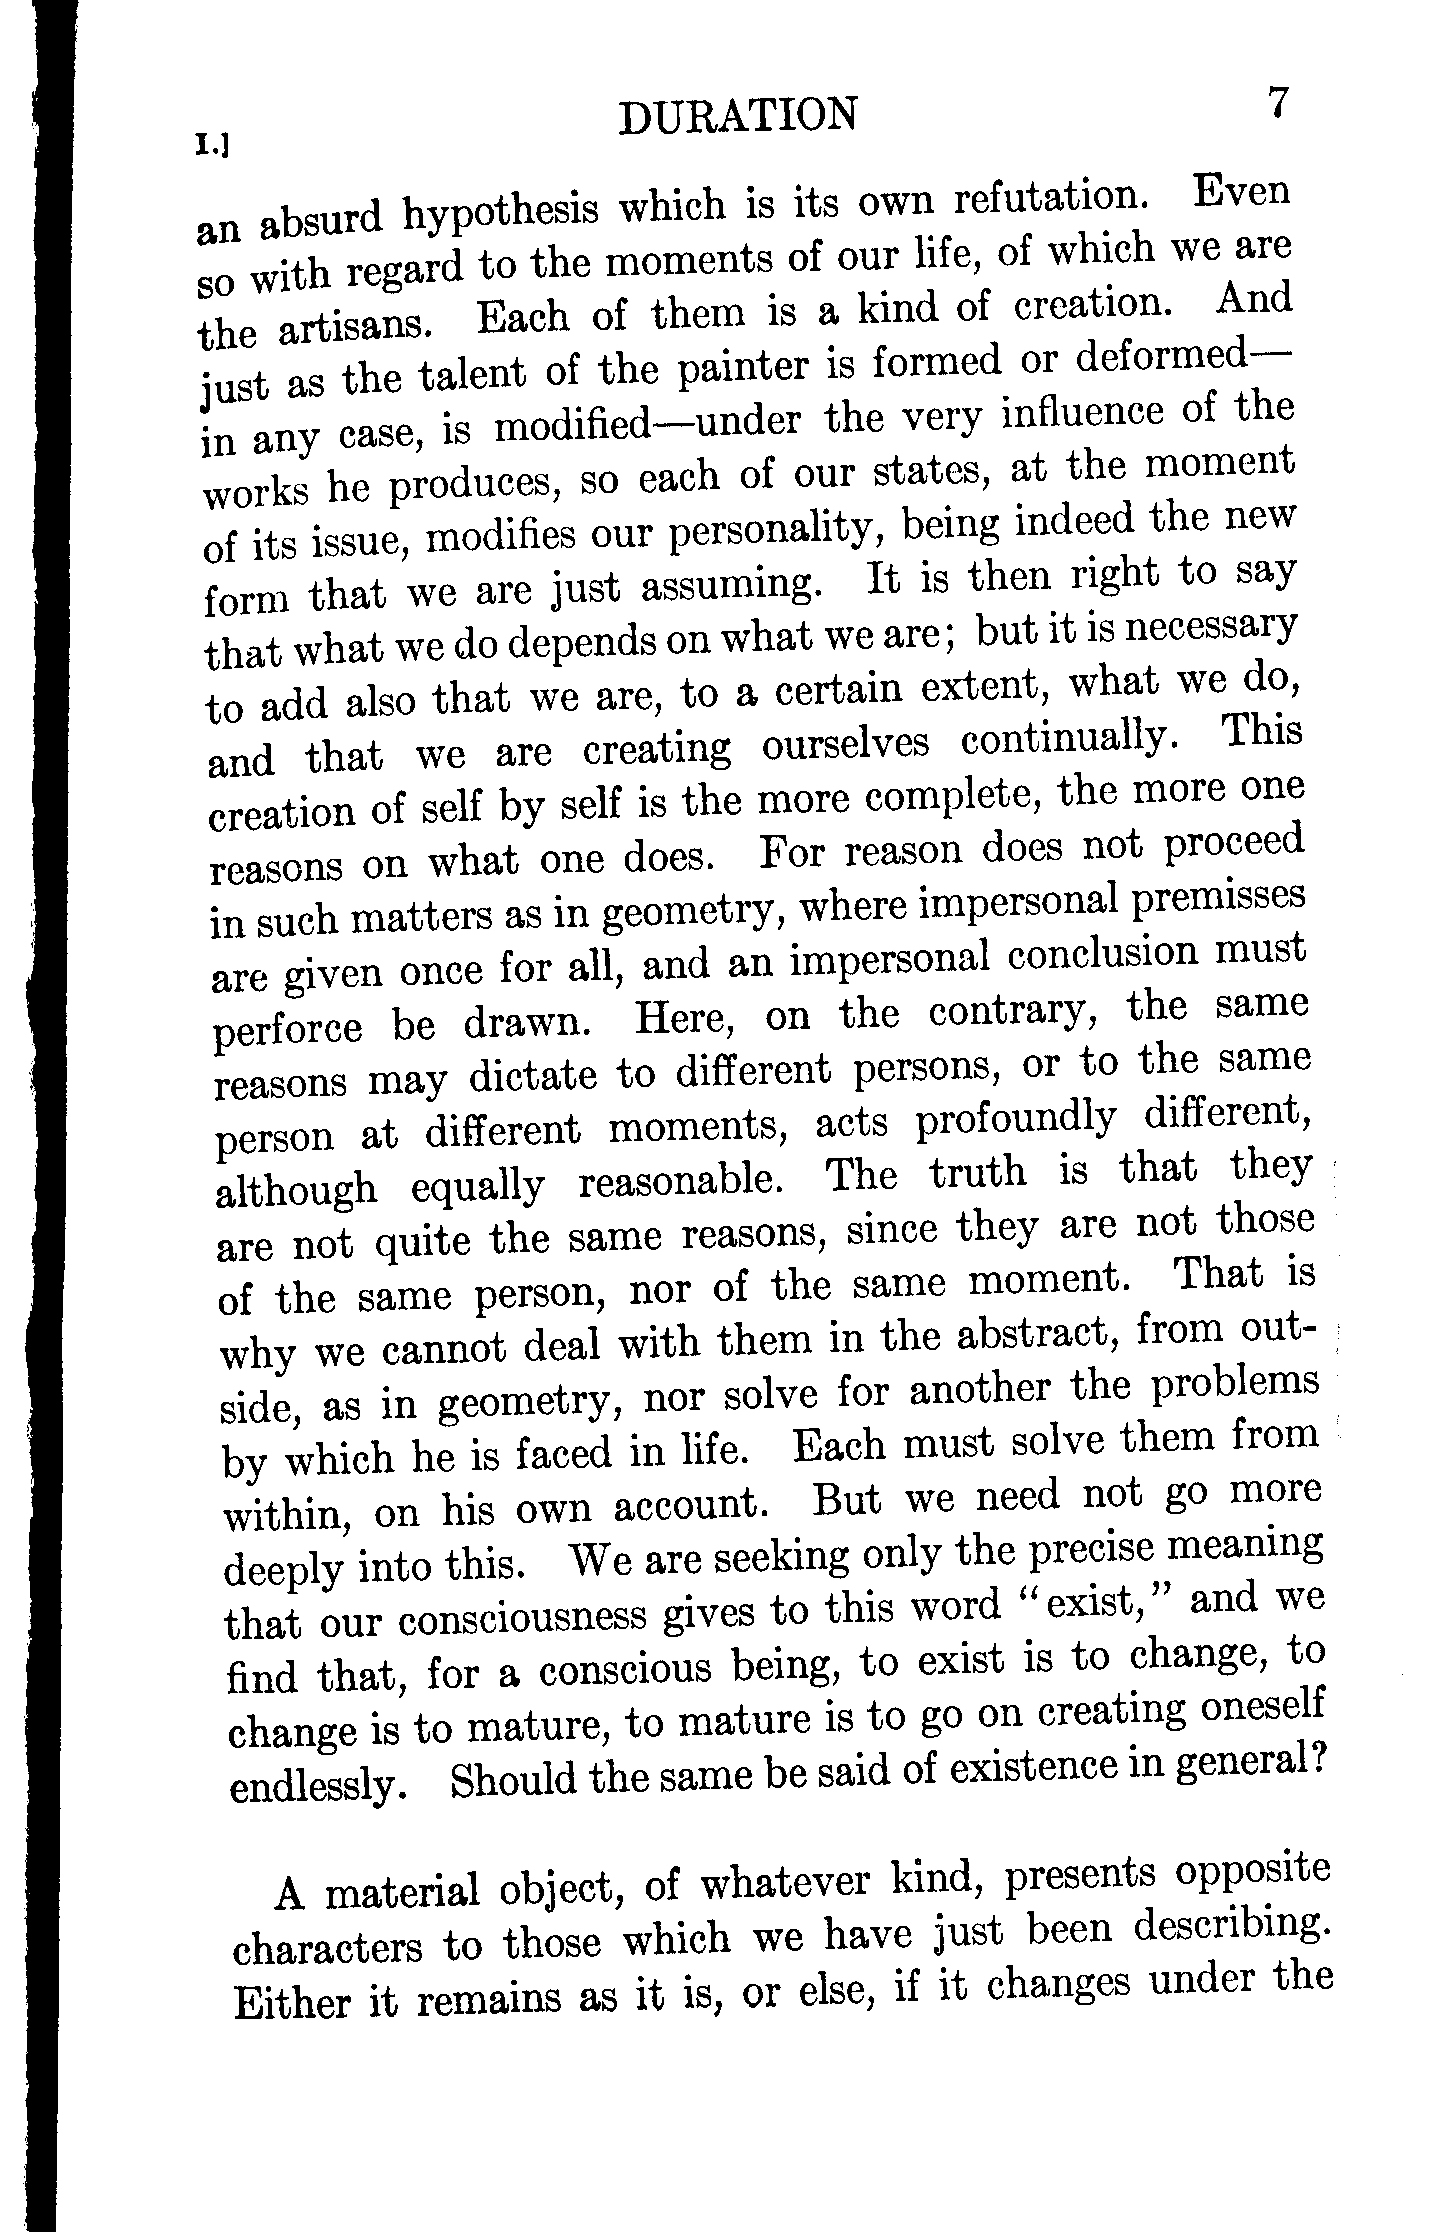 I.] DURATION 7
an absurd hypothesis which is its own refutation. Even
so with regard to the moments of our life, of which we are
the artisans. Each of them is a kind of creation. And
just as the talent of the painter is formed or deformed—
in any case, is modified—under the very influence of the
works he produces, so each of our states, at the moment
of its issue, modifies our personality, being indeed the new
form that we are just assuming. It is then right to say
that what we do depends on what we are; but it is necessary
to add also that we are, to a certain extent, what we do,
and that we are creating ourselves continually. This
creation of self by self is the more complete, the more one
reasons on what one does. For reason does not proceed
in such matters as in geometry, where impersonal premisses
are given once for all, and an impersonal conclusion must
perforce be drawn. Here, on the contrary, the same
reasons may dictate to different persons, or to the same
person at different moments, acts profoundly different,
although equally reasonable. The truth is that they
are not quite the same reasons, since they are not those
of the same person, nor of the same moment. That is
why we cannot deal with them in the abstract, from out-
side, as in geometry, nor solve for another the problems
by which he is faced in life. Each must solve them from
within, on his own account. But we need not go more
deeply into this. We are seeking only the precise meaning
that our consciousness gives to this word "exist," and we
find that, for a conscious being, to exist is to change, to
change is to mature, to mature is to go on creating oneself
endlessly. Should the same be said of existence in general?
A material object, of whatever kind, presents opposite
characters to those which we have just been describing.
Either it remains as it is, or else, if it changes under the